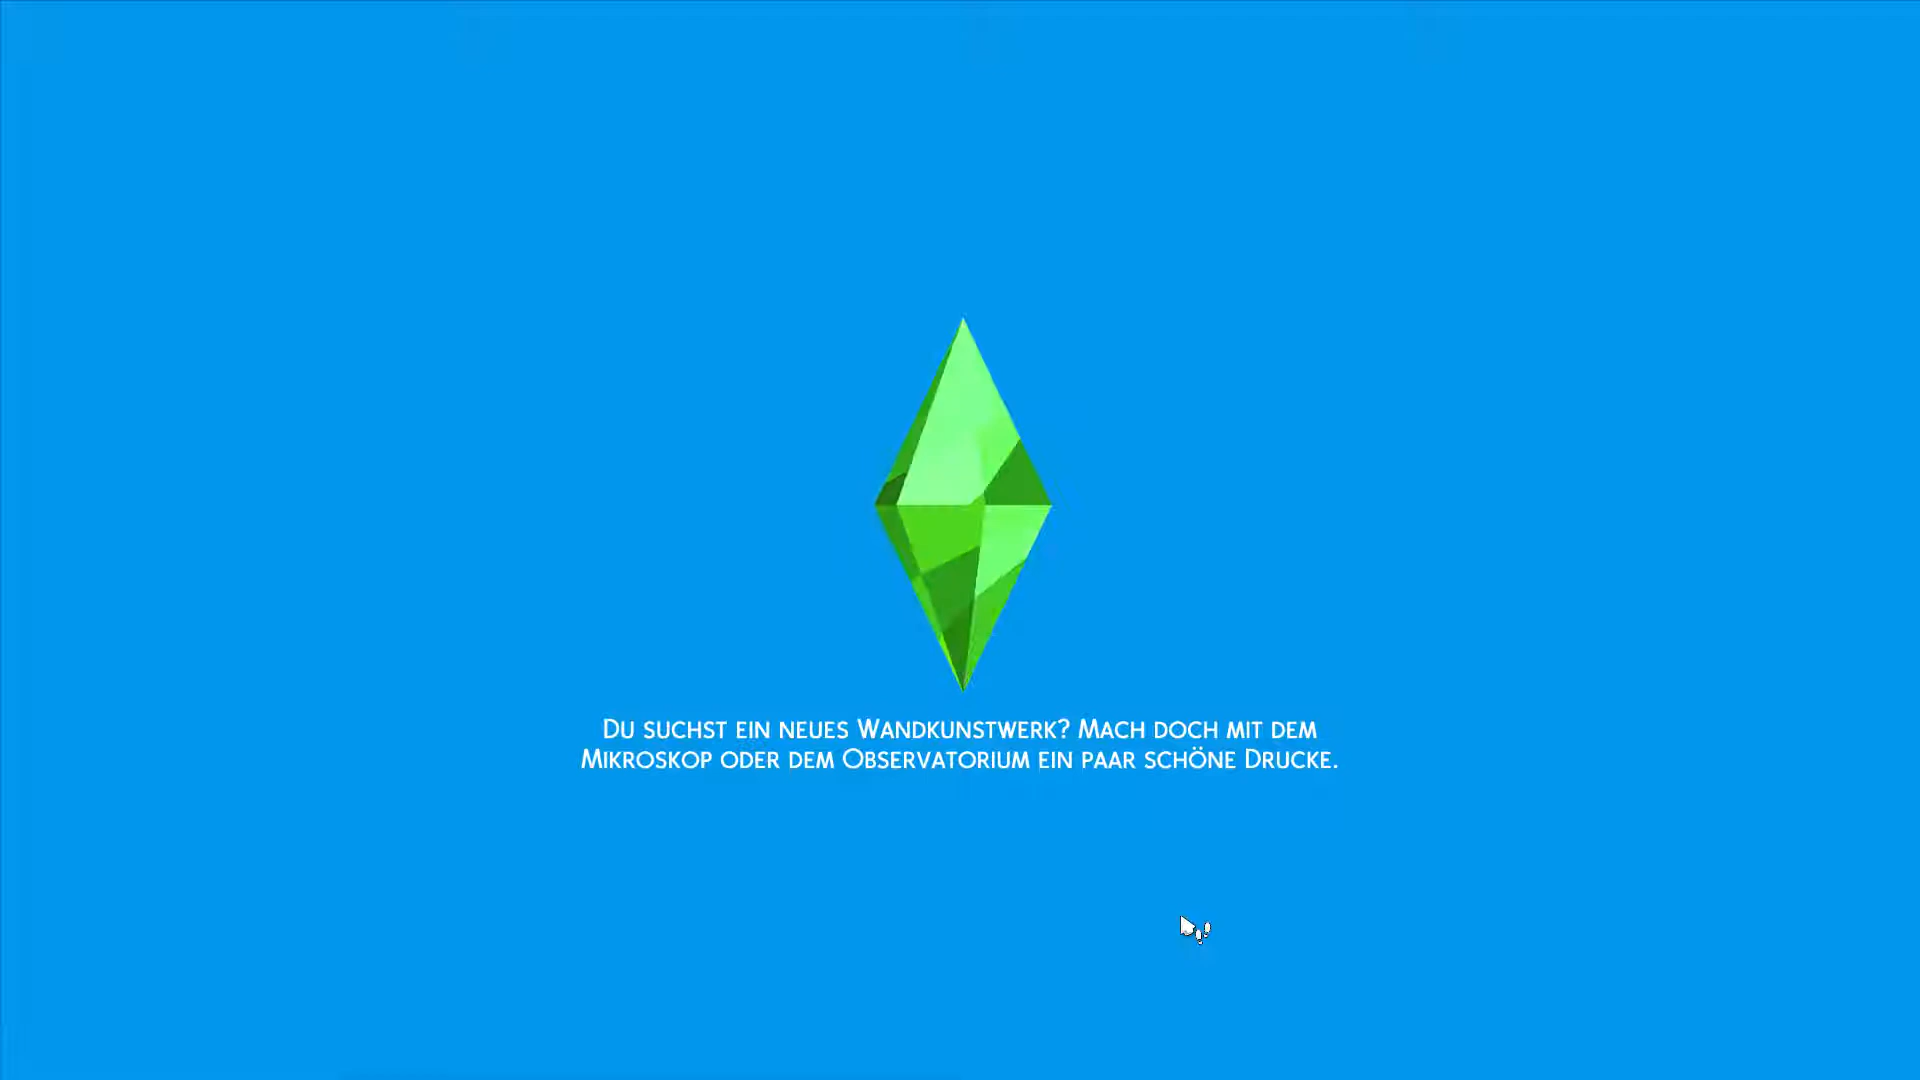 Du suchst ein neues Wandkunstwerk? Mach doch mit dem
Mikroskop oder dem Observatorium ein paar schöne Drucke.